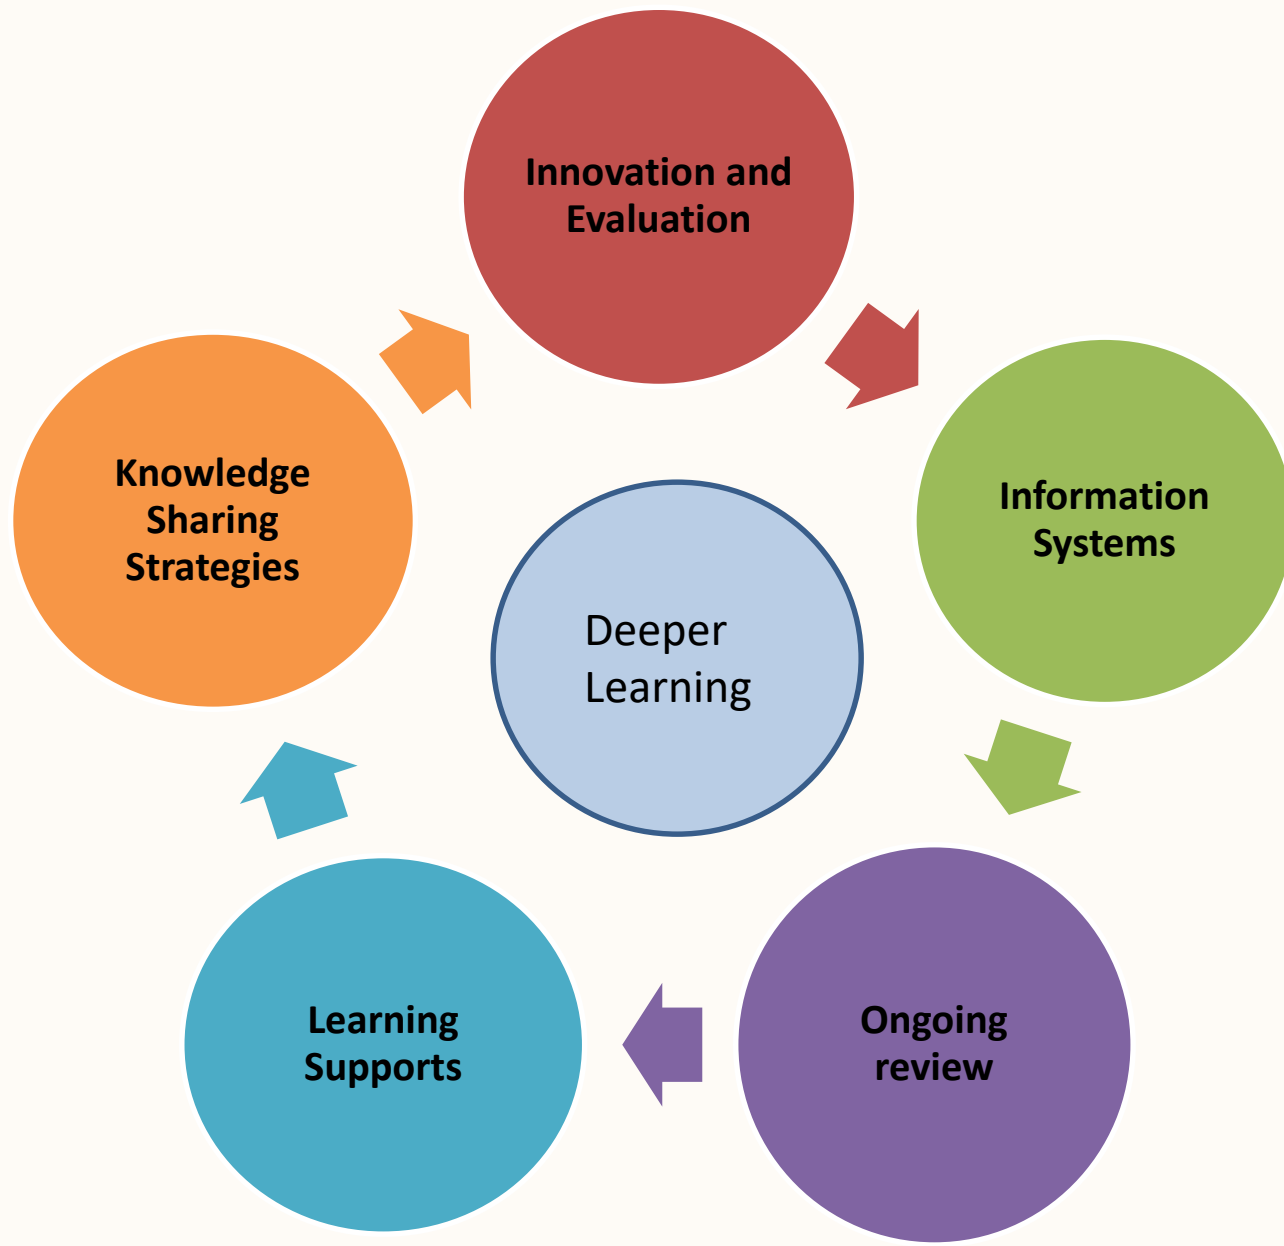 Innovation and
Evaluation
Information
Systems
Ongoing
review
Learning
Supports
Knowledge
Sharing
Strategies
Deeper
Learning